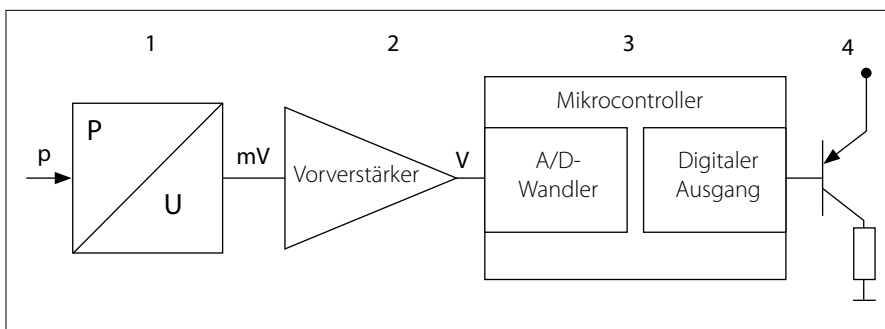 1
2
3
4
p
P
U
mV
Vorverstärker
V
Mikrocontroller
A/D-
Wandler
Digitaler
Ausgang